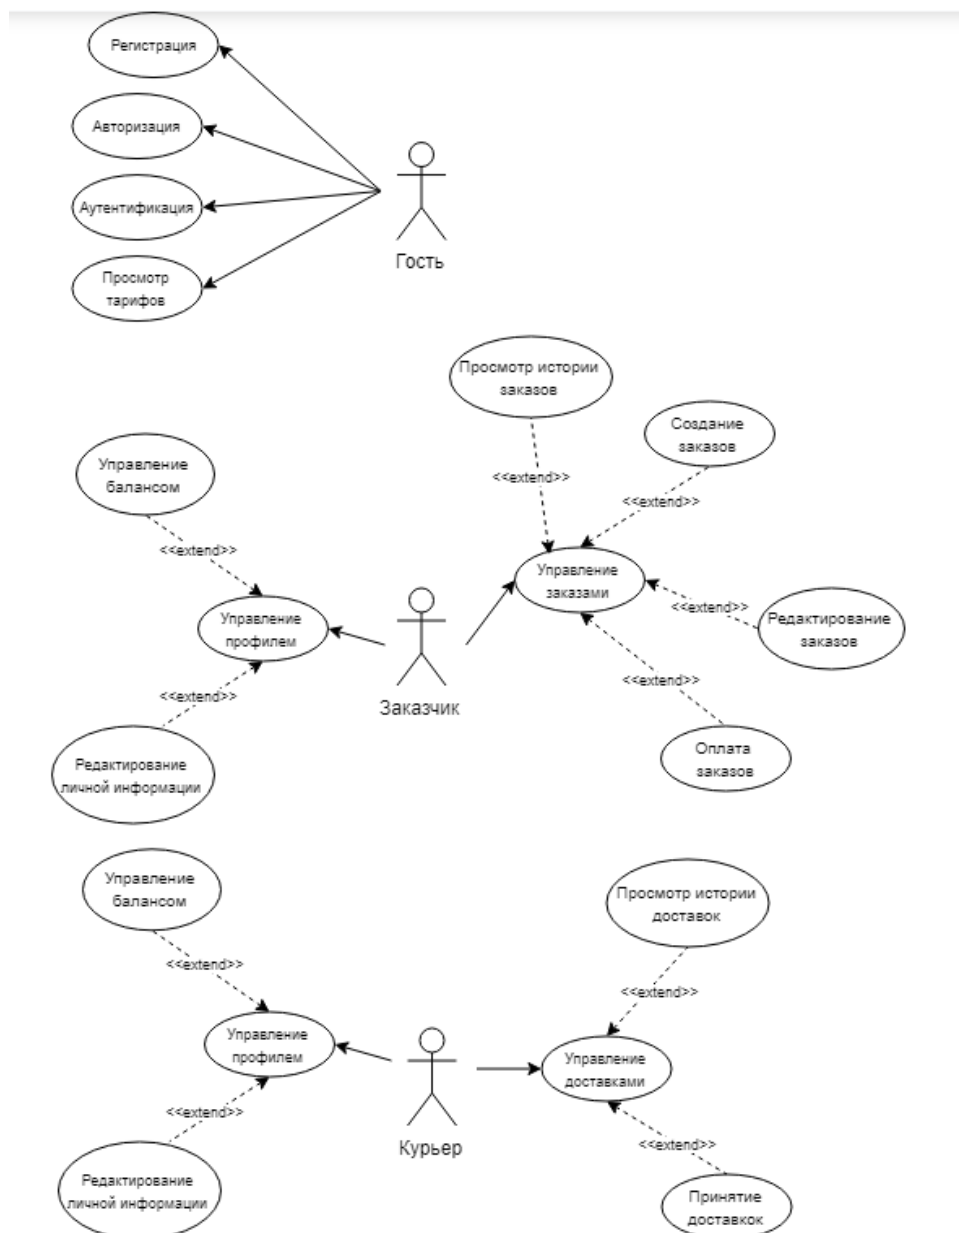 Регистрация
Авторизация
Аутентификация
Просмотр
тарифов
Гость
Просмотр истории
заказов
Создание
заказов
<<extend>>
<<extend>>
Управление
балансом
<<extend>>
Управление
заказами
<<extend>>
Редактирование
заказов
Управление
профилем
Заказчик
<<extend>>
<<extend>>
Редактирование
личной информации
Оплата
заказов
Управление
балансом
Просмотр истории
доставок
<<extend>>
<<extend>>
Управление
профилем
Управление
доставками
Курьер
<<extend>>
<<extend>>
Редактирование
личной информации
Принятие
доставкок